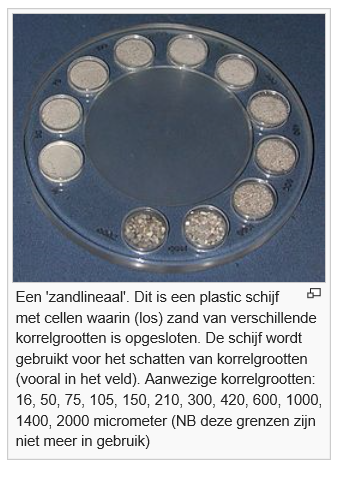 Een 'zandlineaal'. Dit is een plastic schijf
met cellen waarin (los) zand van verschillende
korrelgrootten is opgesloten. De schijf wordt
gebruikt voor het schatten van korrelgrootten
(vooral in het veld). Aanwezige korrelgrootten:
16, 50, 75, 105, 150, 210, 300, 420, 600, 1000,
1400, 2000 micrometer (NB deze grenzen zijn
niet meer in gebruik)